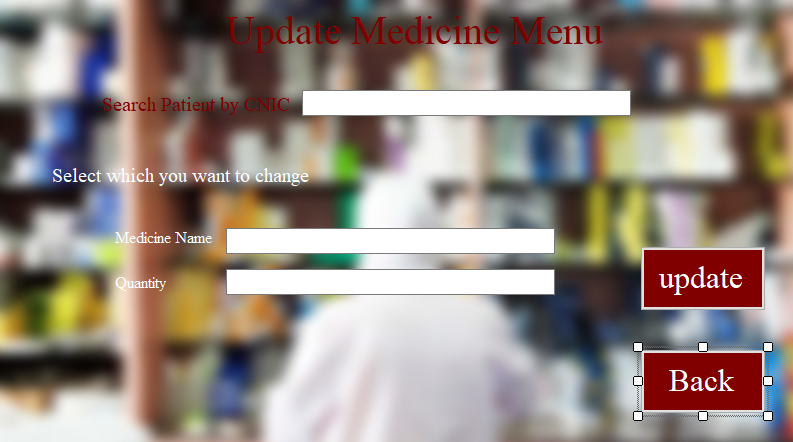 Update Medicine Menu
Search Patient by CNIC
Select which you want to change
Medicine Name
Quantity
update
Back